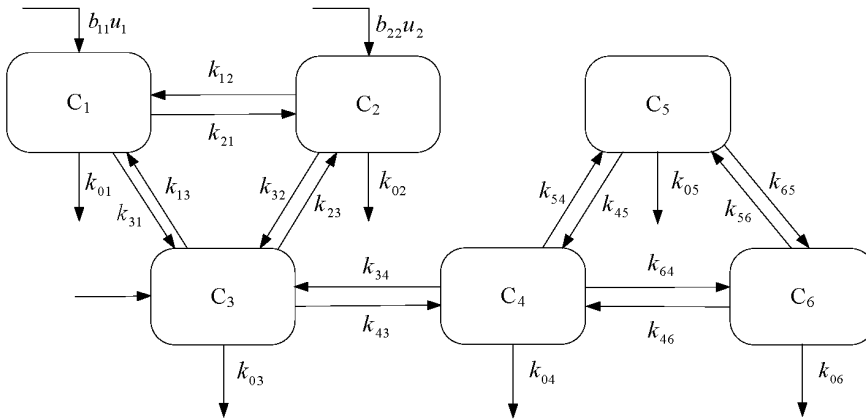 b₁₁u₁
b₂₂u₂
C₁
k₁₂
k₂₁
C₂
C₅
k₀₁
k₃₁
k₁₃
k₃₂
k₂₃
k₀₂
k₅₄
k₄₅
k₀₅
k₆₅
k₅₆
C₃
k₃₄
k₄₃
C₄
k₆₄
k₄₆
C₆
k₀₃
k₀₄
k₀₆